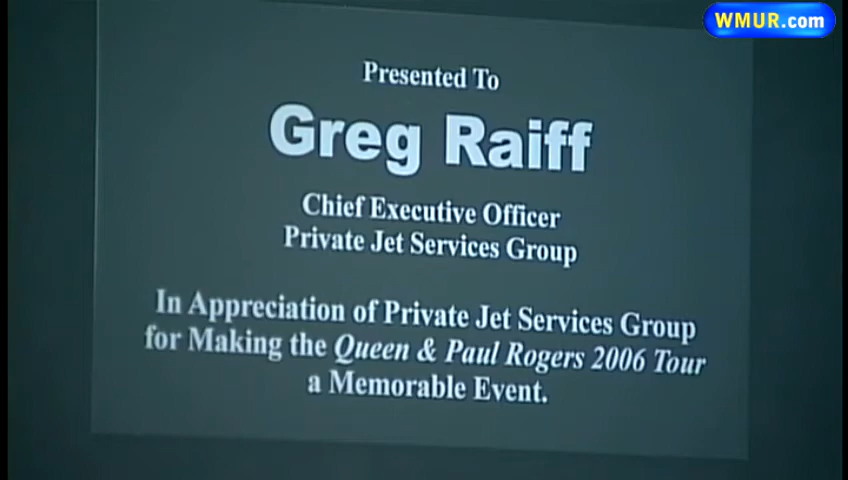 WMUR.com
Presented To
Greg Raiff
Chief Executive Officer
Private Jet Services Group
In Appreciation of Private Jet Services Group
for Making the Queen & Paul Rogers 2006 Tour
a Memorable Event.